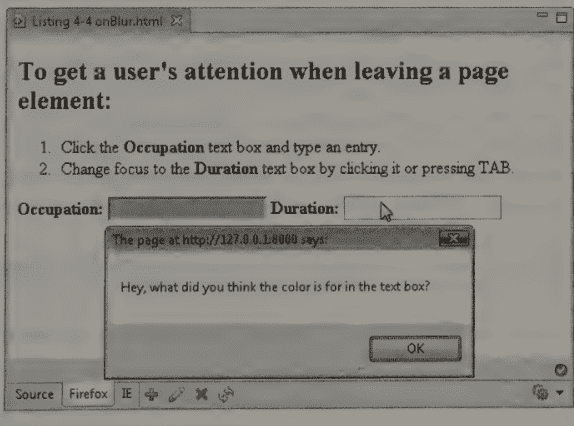 Listing 4-4 onBlur.html
To get a user's attention when leaving a page
element:
1. Click the Occupation text box and type an entry.
2. Change focus to the Duration text box by clicking it or pressing TAB.
Occupation: Duration:
The page at http://127.0.0.1:8000 says:
Hey, what did you think the color is for in the text box?
OK
Source Firefox IE